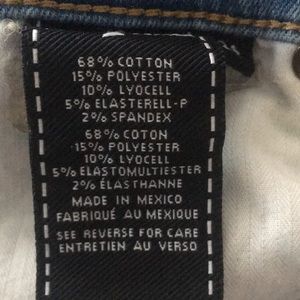 68% COTTON
15% POLYESTER
10% LYOCELL
5% ELASTERELL-P
2% SPANDEX
68% COTON
15% POLYESTER
10% LYOCELL
5% ELASTOMULTIESTER
2% ÉLASTHANNE
MADE IN MEXICO
FABRIQUÉ AU MEXIQUE
SEE REVERSE FOR CARE
ENTRETIEN AU VERSO